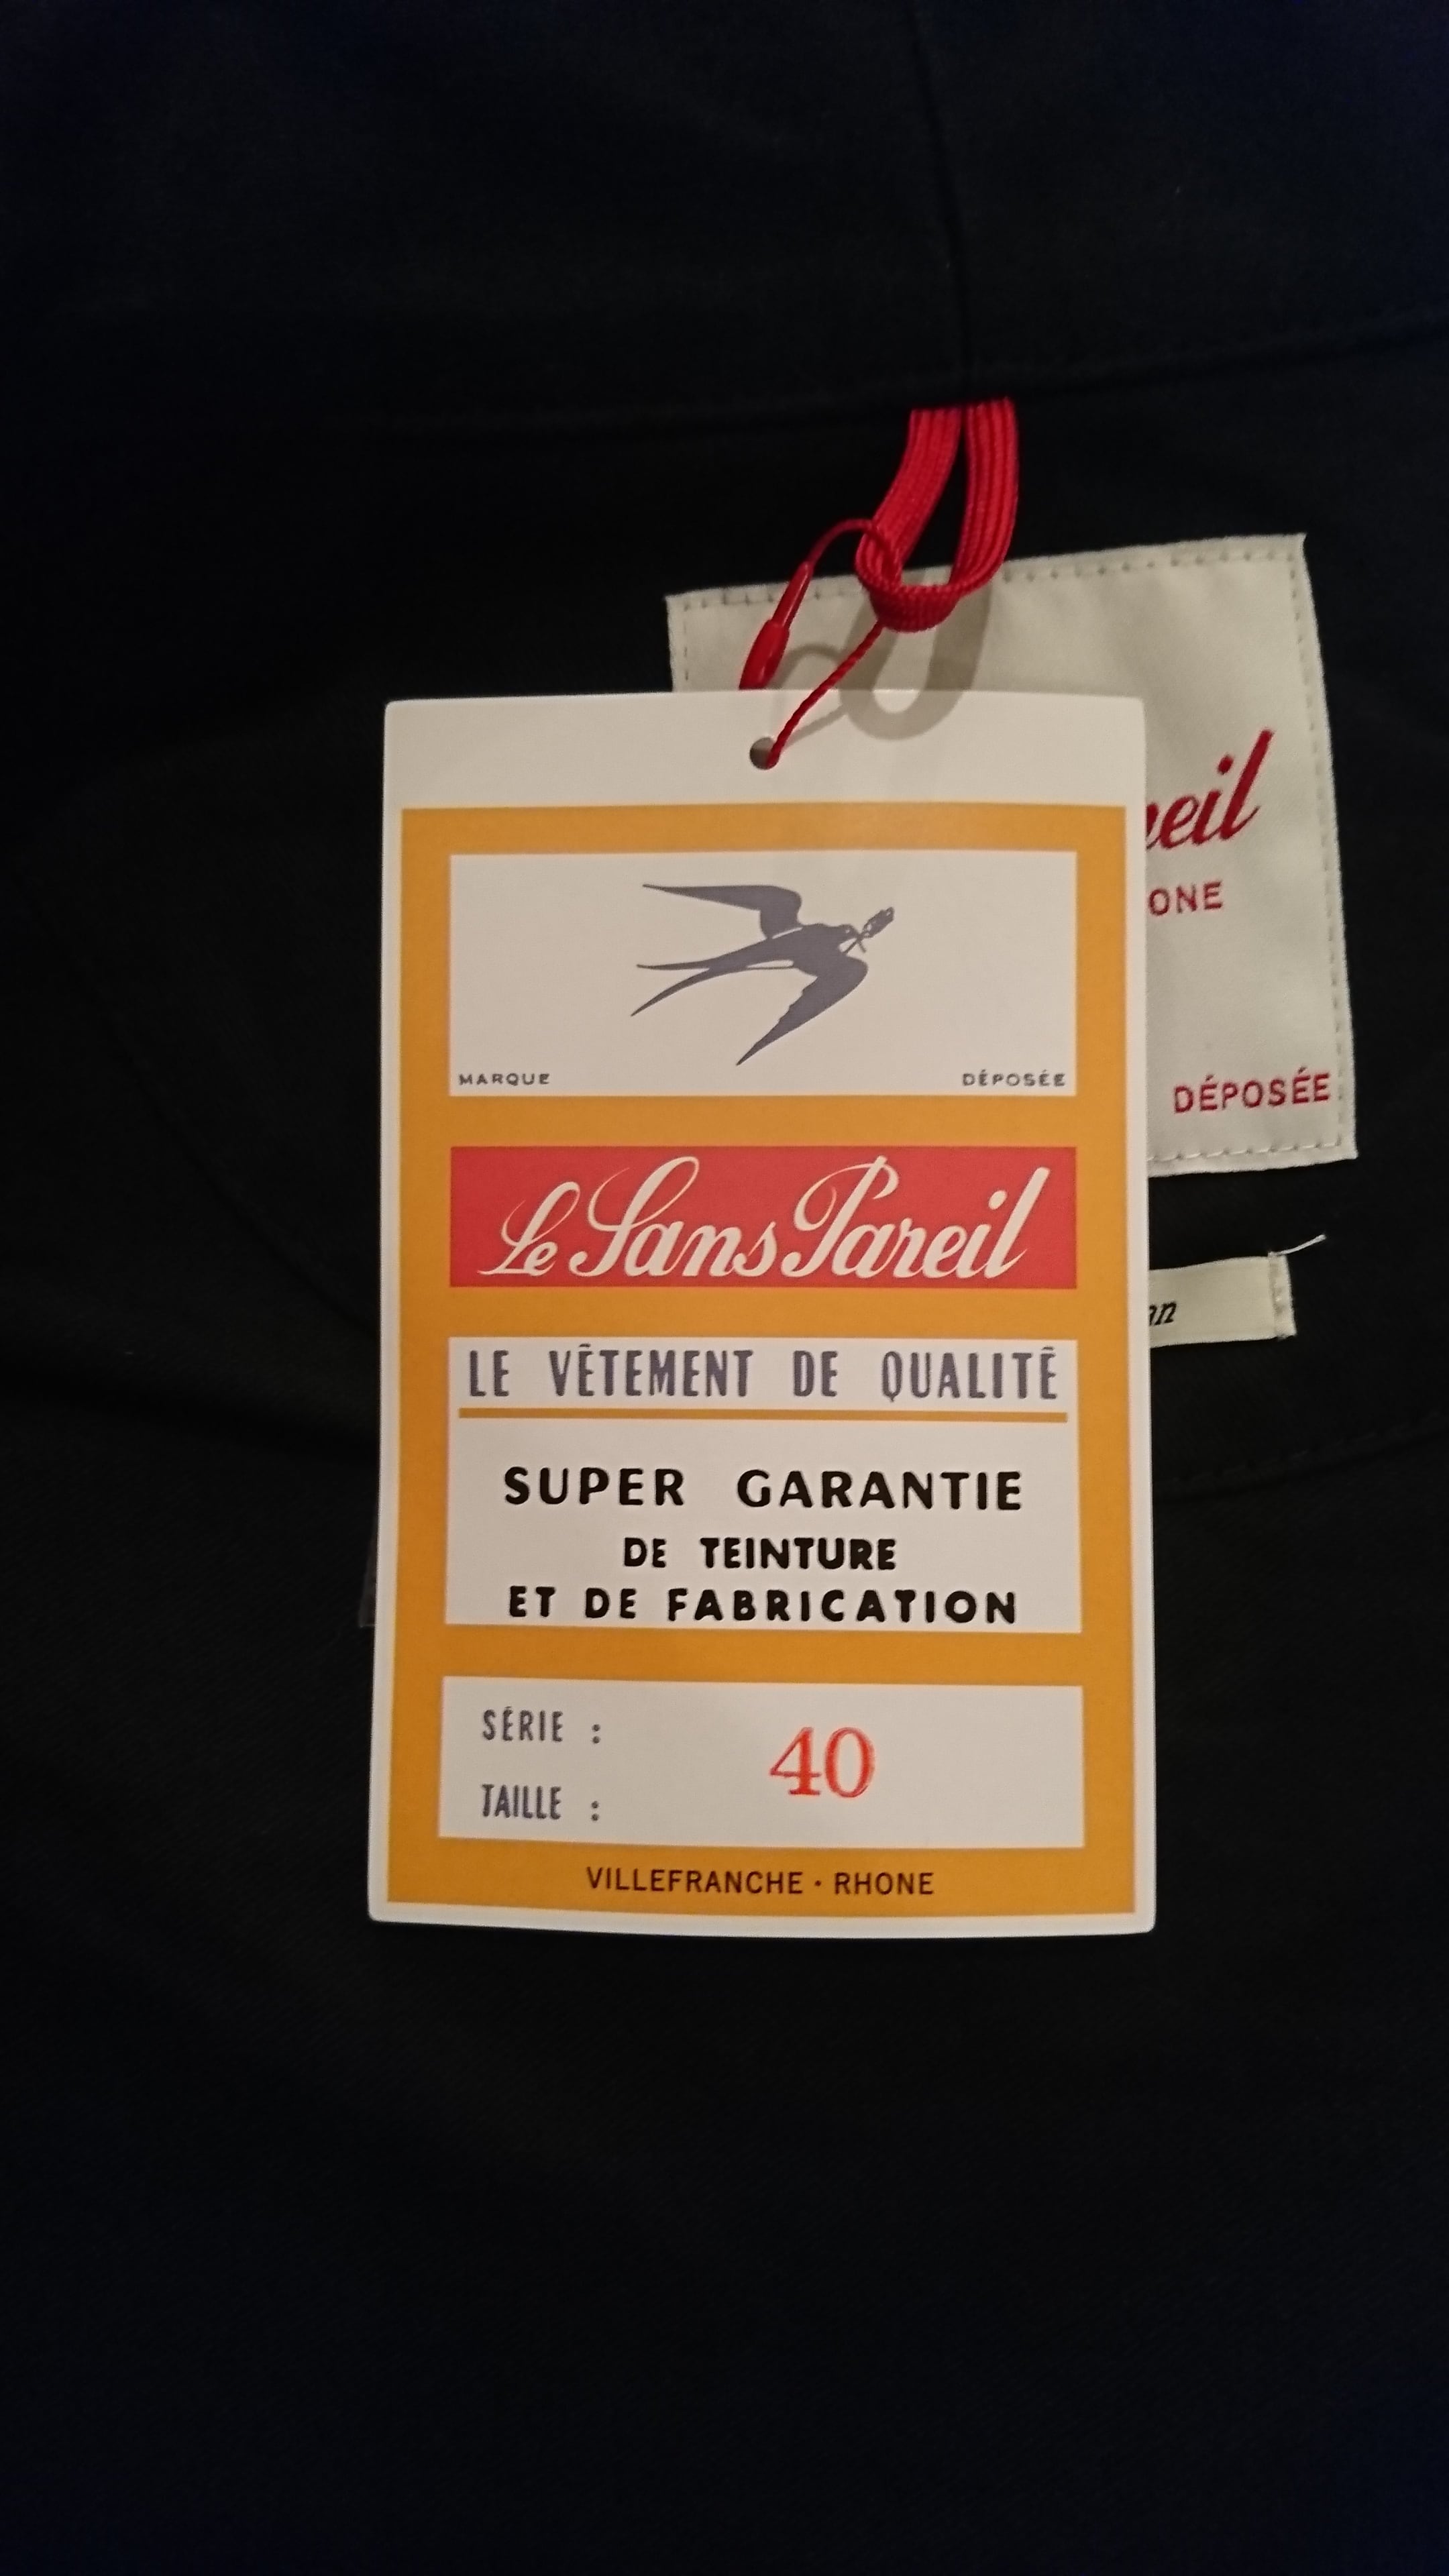 MARQUE DÉPOSÉE
Le Sans Pareil
LE VÊTEMENT DE QUALITÉ
SUPER GARANTIE
DE TEINTURE
ET DE FABRICATION
SÉRIE :
40
TAILLE :
VILLEFRANCHE · RHONE
DÉPOSÉE